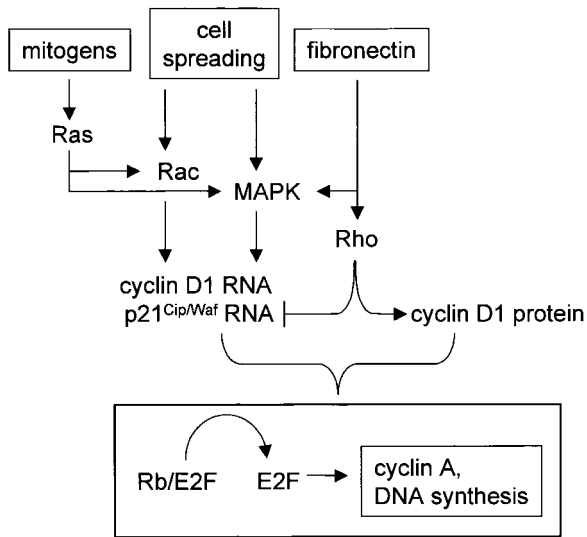 mitogens
cell
spreading
fibronectin
Ras
Rac
MAPK
Rho
cyclin D1 RNA
p21Cip/Waf RNA
cyclin D1 protein
Rb/E2F
E2F
cyclin A,
DNA synthesis